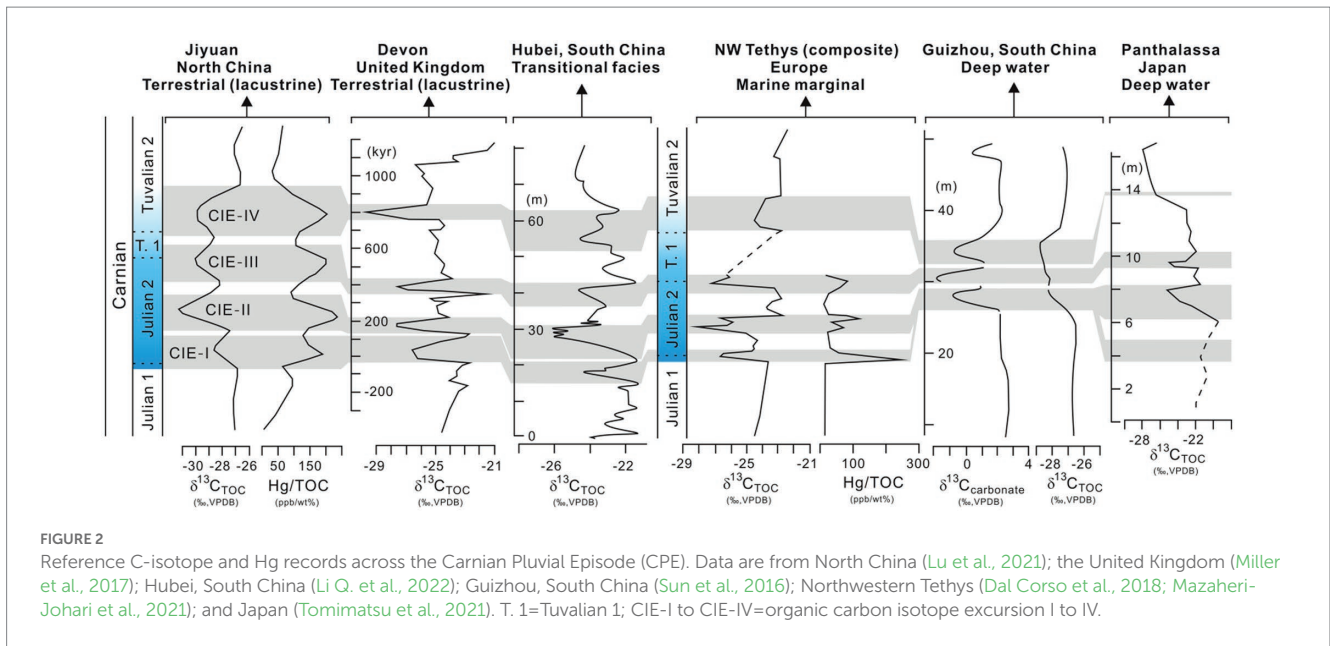 Jiyuan
North China
Terrestrial (lacustrine)
Devon
United Kingdom
Terrestrial (lacustrine)
Hubei, South China
Transitional facies
NW Tethys (composite)
Europe
Marine marginal
Guizhou, South China
Deep water
Panthalassa
Japan
Deep water
Carnian
Tuvalian 2
T. 1
Julian 2
Julian 1
CIE-IV
CIE-III
CIE-II
CIE-I
-30 -28 -26
δ13CTOC
(‰,VPDB)
50 150
Hg/TOC
(ppb/wt%)
(kyr)
1000
600
200
-200
-29 -25 -21
δ13CTOC
(‰,VPDB)
(m)
60
30
0
-26 -22
δ13CTOC
(‰,VPDB)
Tuvalian 2
T. 1
Julian 2
Julian 1
-29 -25 -21
δ13CTOC
(‰,VPDB)
100 300
Hg/TOC
(ppb/wt%)
(m)
40
20
0 4
δ13Ccarbonate
(‰,VPDB)
-28 -26
δ13CTOC
(‰,VPDB)
(m)
14
10
6
2
-28 -22
δ13CTOC
(‰,VPDB)
FIGURE 2
Reference C-isotope and Hg records across the Carnian Pluvial Episode (CPE). Data are from North China (Lu et al., 2021); the United Kingdom (Miller
et al., 2017); Hubei, South China (Li Q. et al., 2022); Guizhou, South China (Sun et al., 2016); Northwestern Tethys (Dal Corso et al., 2018; Mazaheri-
Johari et al., 2021); and Japan (Tomimatsu et al., 2021). T. 1=Tuvalian 1; CIE-I to CIE-IV=organic carbon isotope excursion I to IV.